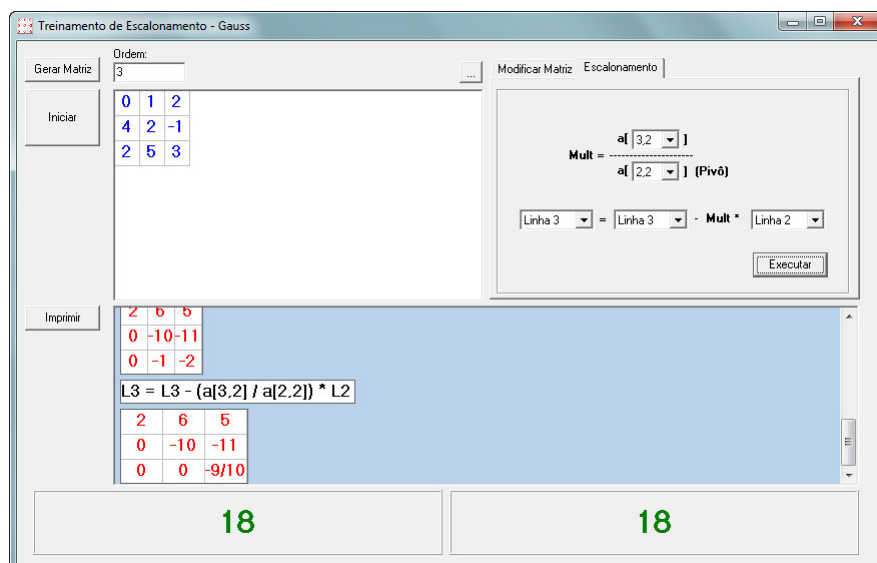 Treinamento de Escalonamento - Gauss
Ordem:
Gerar Matriz
3
...
Iniciar
0 1 2
4 2 -1
2 5 3
Modificar Matriz Escalonamento
a[ 3,2 ]
Mult = --------------------
a[ 2,2 ] (Pivô)
Linha 3 = Linha 3 - Mult * Linha 2
Executar
Imprimir
2 6 5
0 -10 -11
0 -1 -2
L3 = L3 - (a[3,2] / a[2,2]) * L2
2 6 5
0 -10 -11
0 0 -9/10
18 18